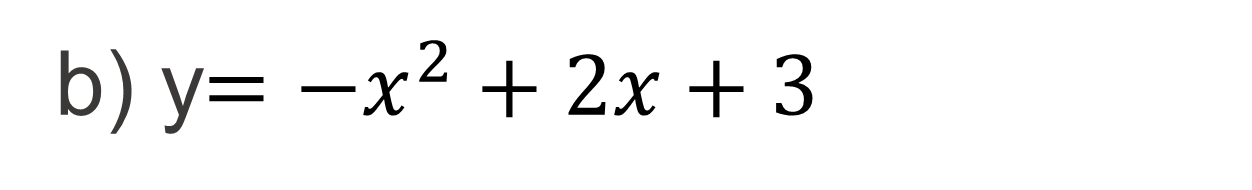 b) y= −x² + 2x + 3